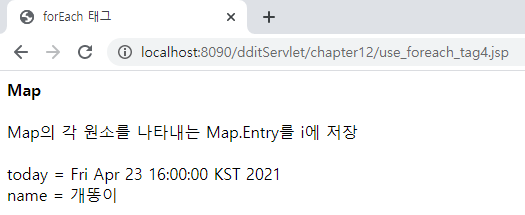 forEach 태그
localhost:8090/dditServlet/chapter12/use_foreach_tag4.jsp
Map
Map의 각 원소를 나타내는 Map.Entry를 i에 저장
today = Fri Apr 23 16:00:00 KST 2021
name = 개똥이